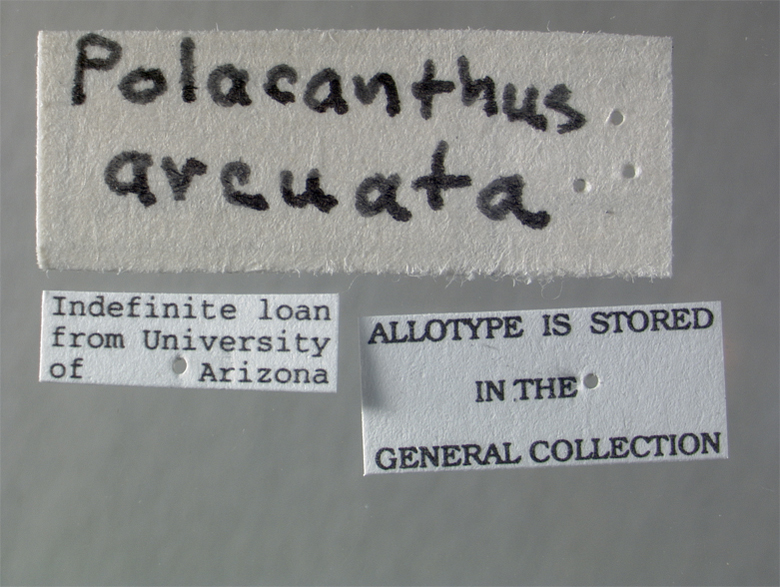 Polacanthus
arcuata
Indefinite loan
from University
of Arizona
ALLOTYPE IS STORED
IN THE
GENERAL COLLECTION